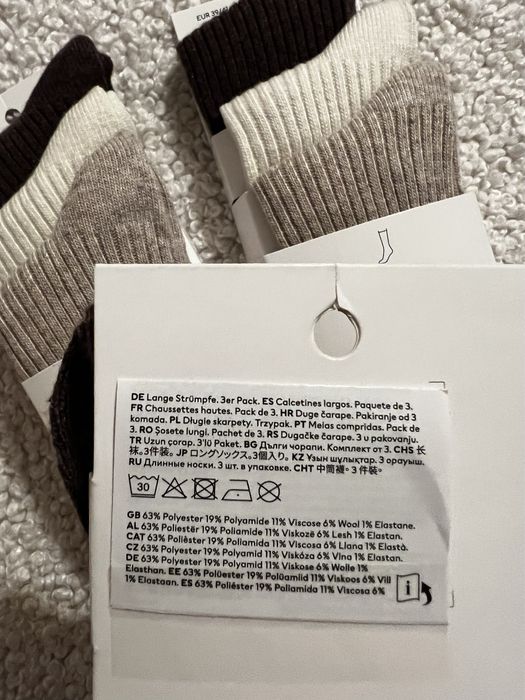 EUR 39/41
DE Lange Strümpfe. 3er Pack. ES Calcetines largos. Paquete de 3.
FR Chaussettes hautes. Pack de 3. HR Duge čarape. Pakiranje od 3
komada. PL Długie skarpety. Trzypak. PT Meias compridas. Pack de
3. RO Șosete lungi. Pachet de 3. RS Dugačke čarape. 3 u pakovanju.
TR Uzun çorap. 3'lü Paket. BG Дълги чорапи. Комплект от 3. CHS 长
袜。3件装。 JP ロングソックス。3個入り。 KZ Ұзын шұлықтар. 3 орауыш.
RU Длинные носки. 3 шт. в упаковке. CHT 中筒襪。3 件裝。
30
GB 63% Polyester 19% Polyamide 11% Viscose 6% Wool 1% Elastane.
AL 63% Poliestër 19% Poliamide 11% Viskozë 6% Lesh 1% Elastan.
CAT 63% Polièster 19% Poliamida 11% Viscosa 6% Llana 1% Elastà.
CZ 63% Polyester 19% Polyamid 11% Viskóza 6% Vlna 1% Elastan.
DE 63% Polyester 19% Polyamid 11% Viskose 6% Wolle 1%
Elasthan. EE 63% Polüester 19% Polüamiid 11% Viskoos 6% Vill
1% Elastaan. ES 63% Poliéster 19% Poliamida 11% Viscosa 6%
i